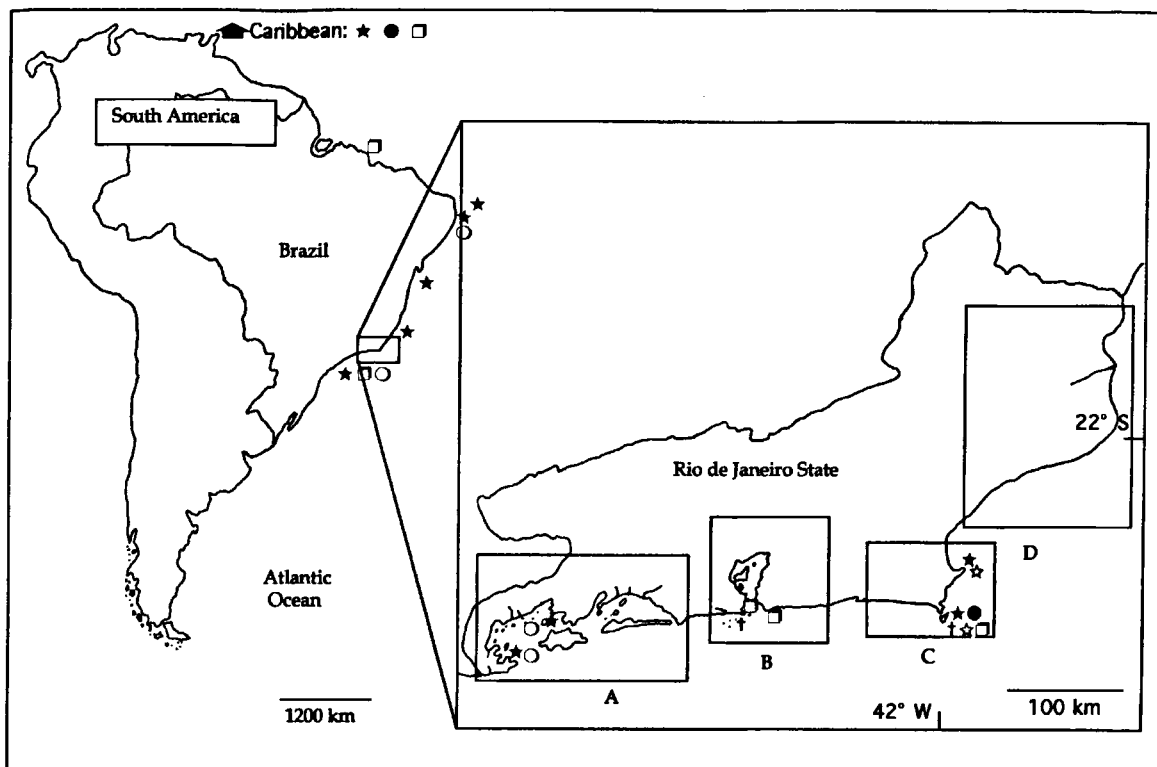 Caribbean:
South America
Brazil
Atlantic
Ocean
1200 km
Rio de Janeiro State
22° S
A
B
C
D
42° W
100 km